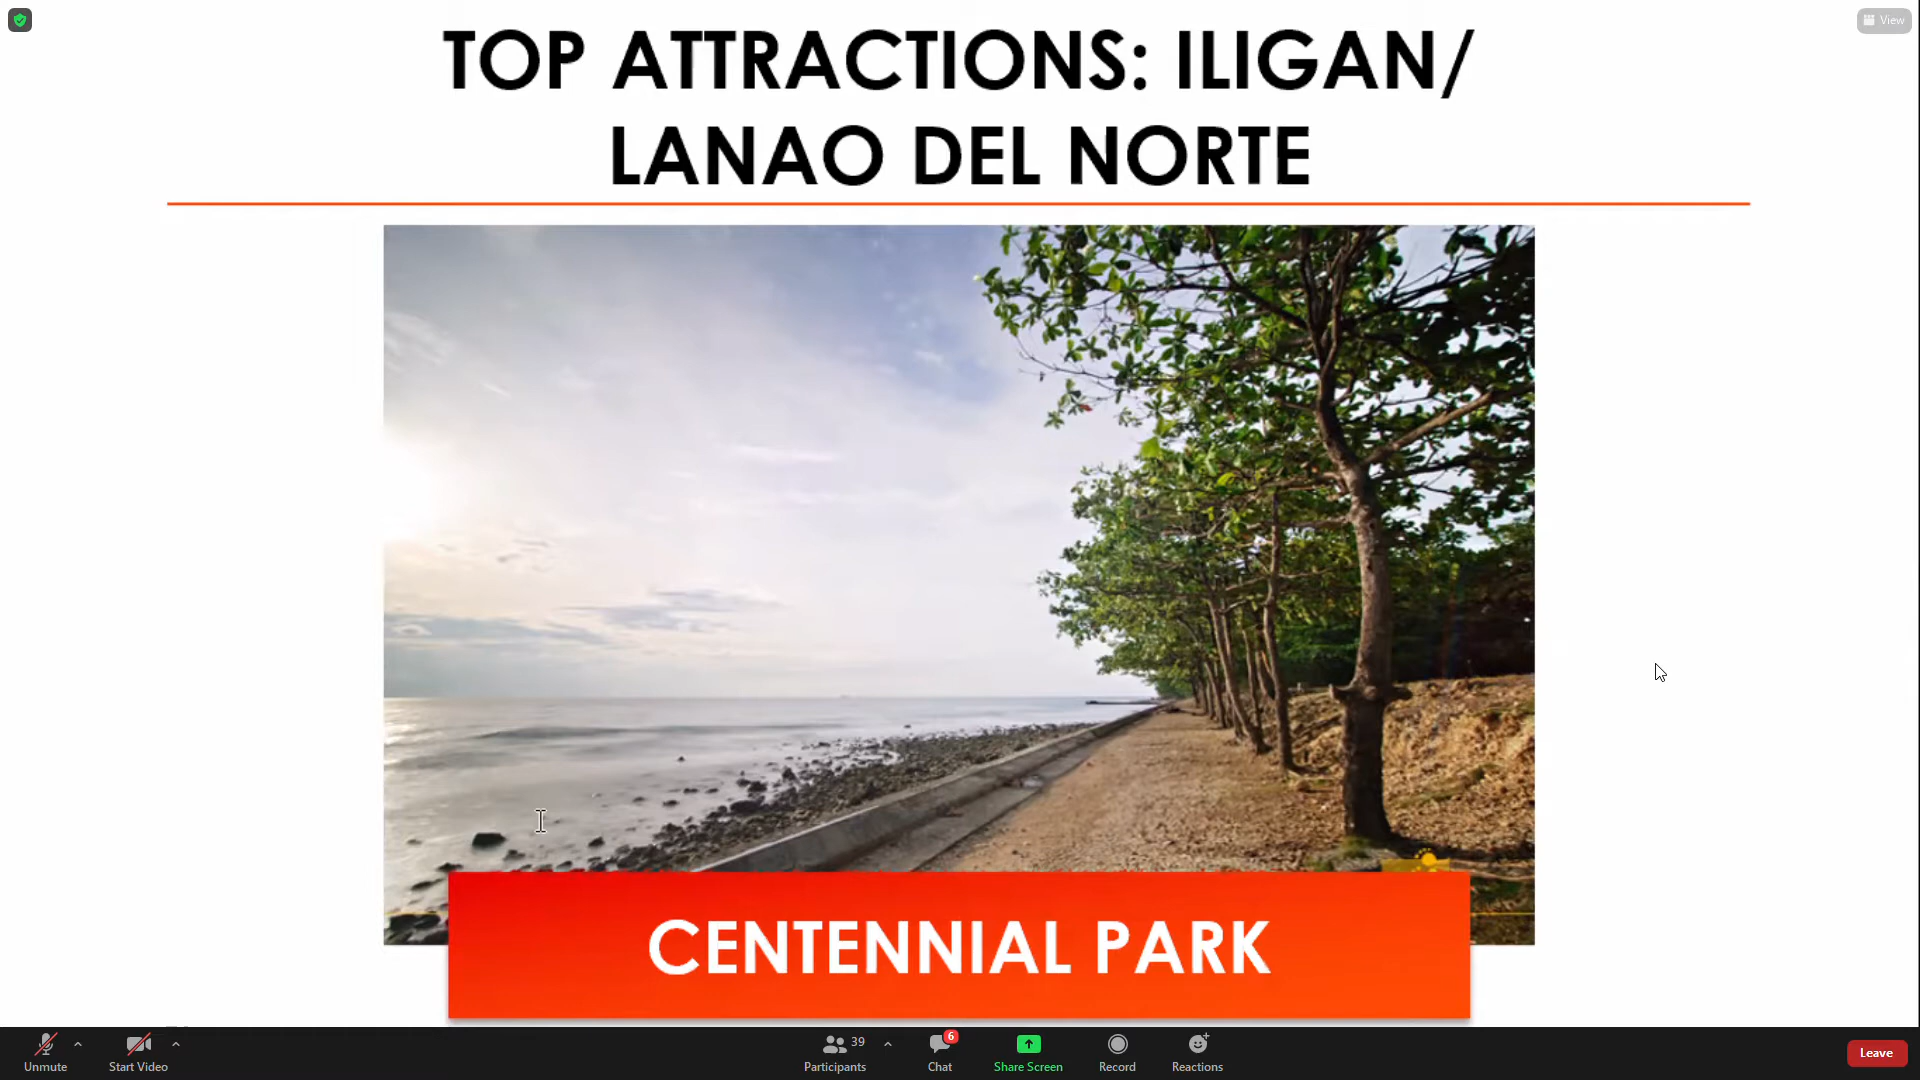 View
TOP ATTRACTIONS: ILIGAN/
LANAO DEL NORTE
CENTENNIAL PARK
Unmute
Start Video
39
Participants
6
Chat
Share Screen
Record
Reactions
Leave